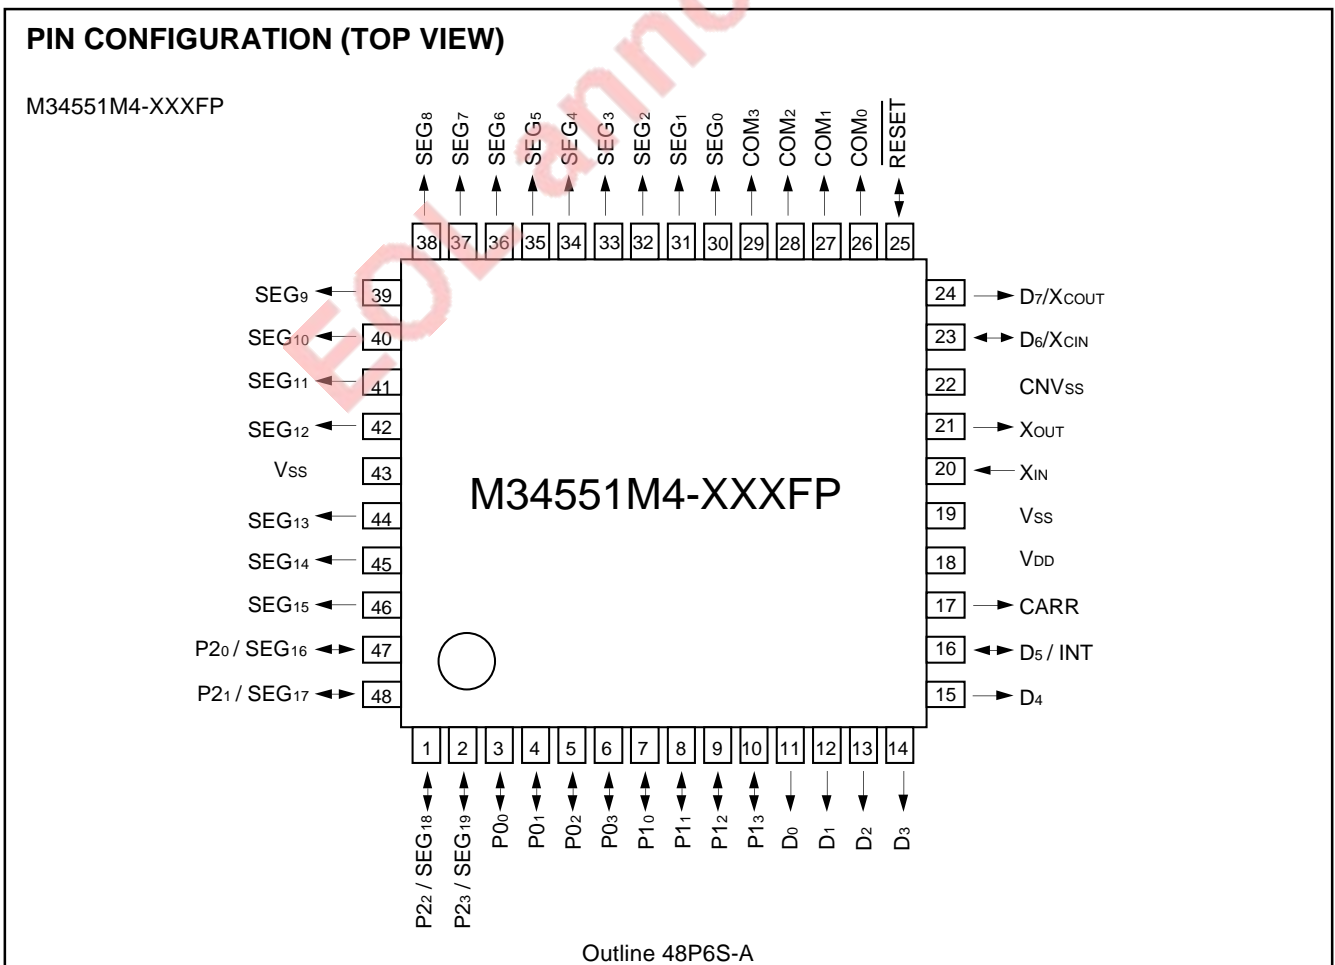 PIN CONFIGURATION (TOP VIEW)
M34551M4-XXXFP
SEG8 SEG7 SEG6 SEG5 SEG4 SEG3 SEG2 SEG1 SEG0 COM3 COM2 COM1 COM0 RESET
38 37 36 35 34 33 32 31 30 29 28 27 26 25
SEG9 39
SEG10 40
SEG11 41
SEG12 42
VSS 43
SEG13 44
SEG14 45
SEG15 46
P20 / SEG16 47
P21 / SEG17 48
M34551M4-XXXFP
24 D7/XCOUT
23 D6/XCIN
22 CNVSS
21 XOUT
20 XIN
19 VSS
18 VDD
17 CARR
16 D5 / INT
15 D4
1 2 3 4 5 6 7 8 9 10 11 12 13 14
P22 / SEG18 P23 / SEG19 P00 P01 P02 P03 P10 P11 P12 P13 D0 D1 D2 D3
Outline 48P6S-A
EOL anno